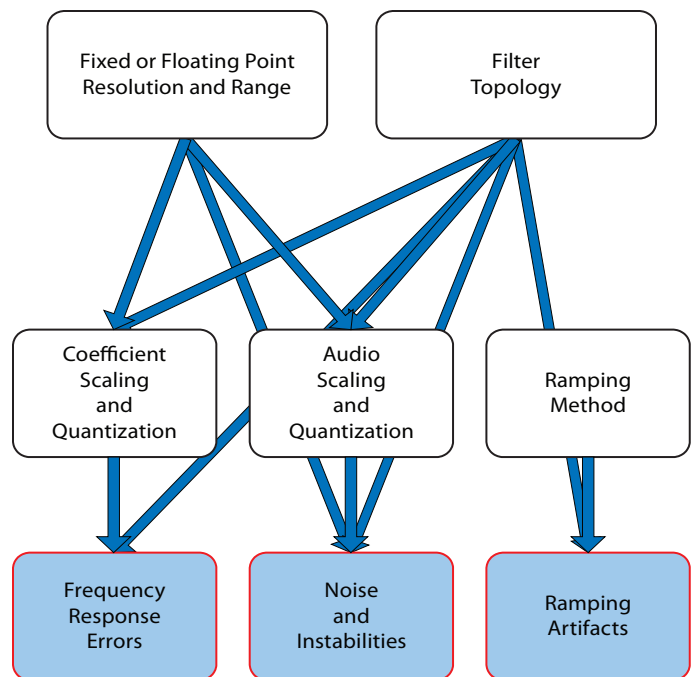 Fixed or Floating Point
Resolution and Range
Filter
Topology
Coefficient
Scaling
and
Quantization
Audio
Scaling
and
Quantization
Ramping
Method
Frequency
Response
Errors
Noise
and
Instabilities
Ramping
Artifacts